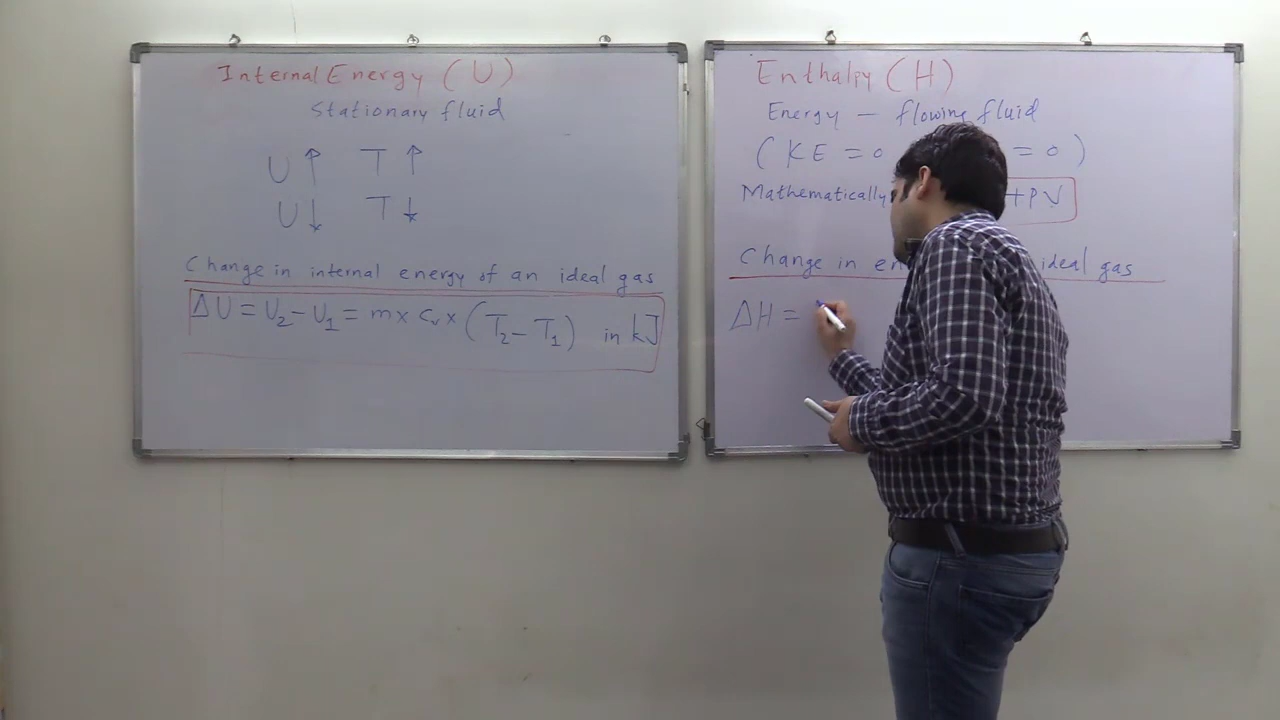 Internal Energy (U)
Stationary fluid
U ↑ T ↑
U ↓ T ↓
Change in internal energy of an ideal gas
ΔU = U₂ – U₁ = m × Cv × (T₂ – T₁) in kJ
Enthalpy (H)
Energy – flowing fluid
(KE = 0 = 0)
Mathematically + PV
Change in ideal gas
ΔH =